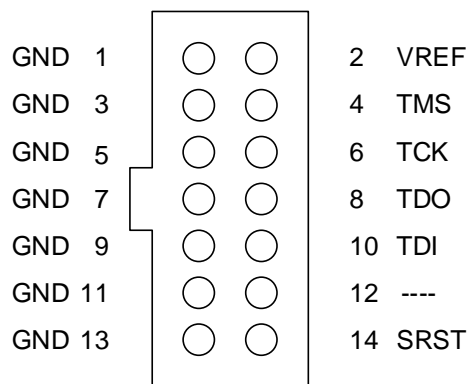 GND 1 2 VREF
GND 3 4 TMS
GND 5 6 TCK
GND 7 8 TDO
GND 9 10 TDI
GND 11 12 ----
GND 13 14 SRST